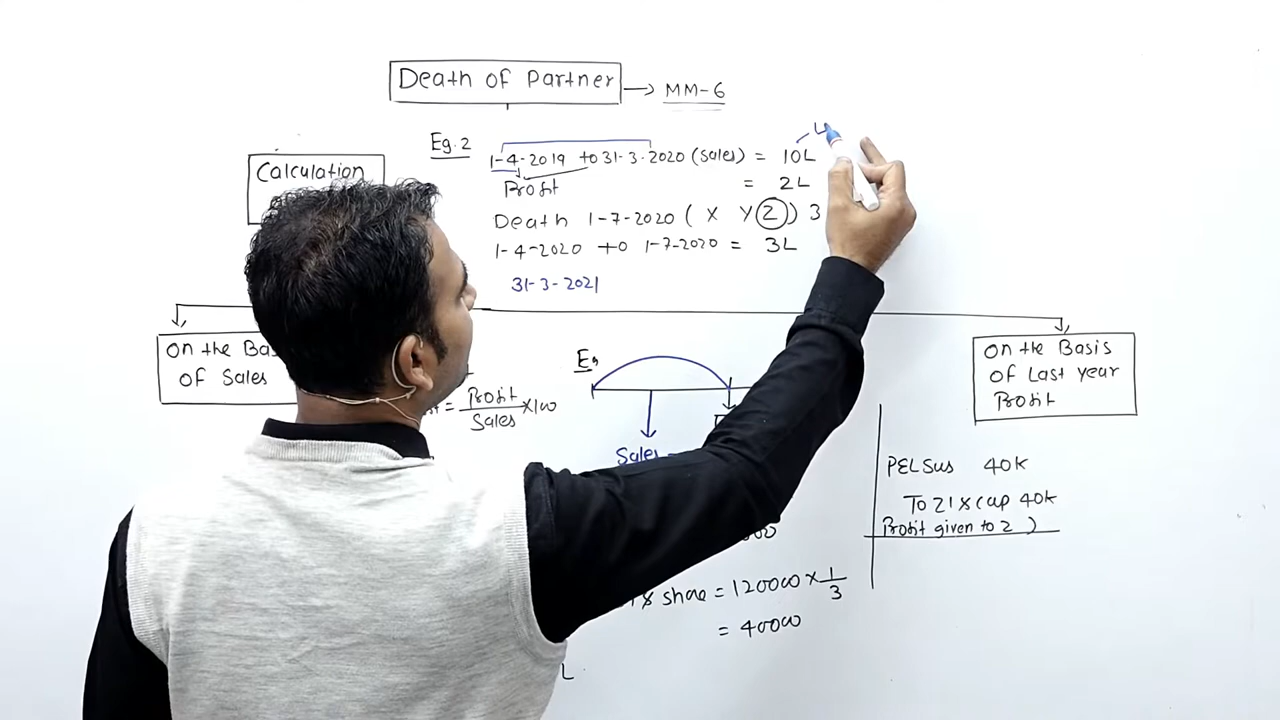 Death of Partner → MM-6
Eg.2
1-4-2019 to 31-3-2020 (Sales) = 10L
Profit = 2L
Death 1-7-2020 ( X Y Z ) 3
1-4-2020 to 1-7-2020 = 3L
31-3-2021
Calculation
On the Ba
Of Sales
= Profit/Sales × 100
Eg
Sales
share = 120000 × 1/3
= 40000
L
On the Basis
Of Last year
Profit
P&L Sus 40k
To Z's cap 40k
Profit given to Z )